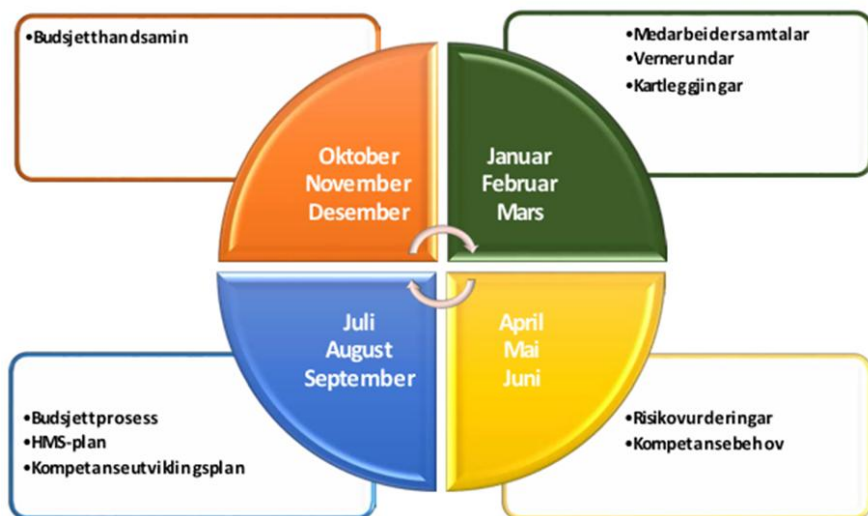 •Budsjetthandsamin
•Medarbeidersamtalar
•Vernerundar
•Kartleggjingar
Oktober
November
Desember
Januar
Februar
Mars
Juli
August
September
April
Mai
Juni
•Budsjettprosess
•HMS-plan
•Kompetanseutviklingsplan
•Risikovurderingar
•Kompetansebehov